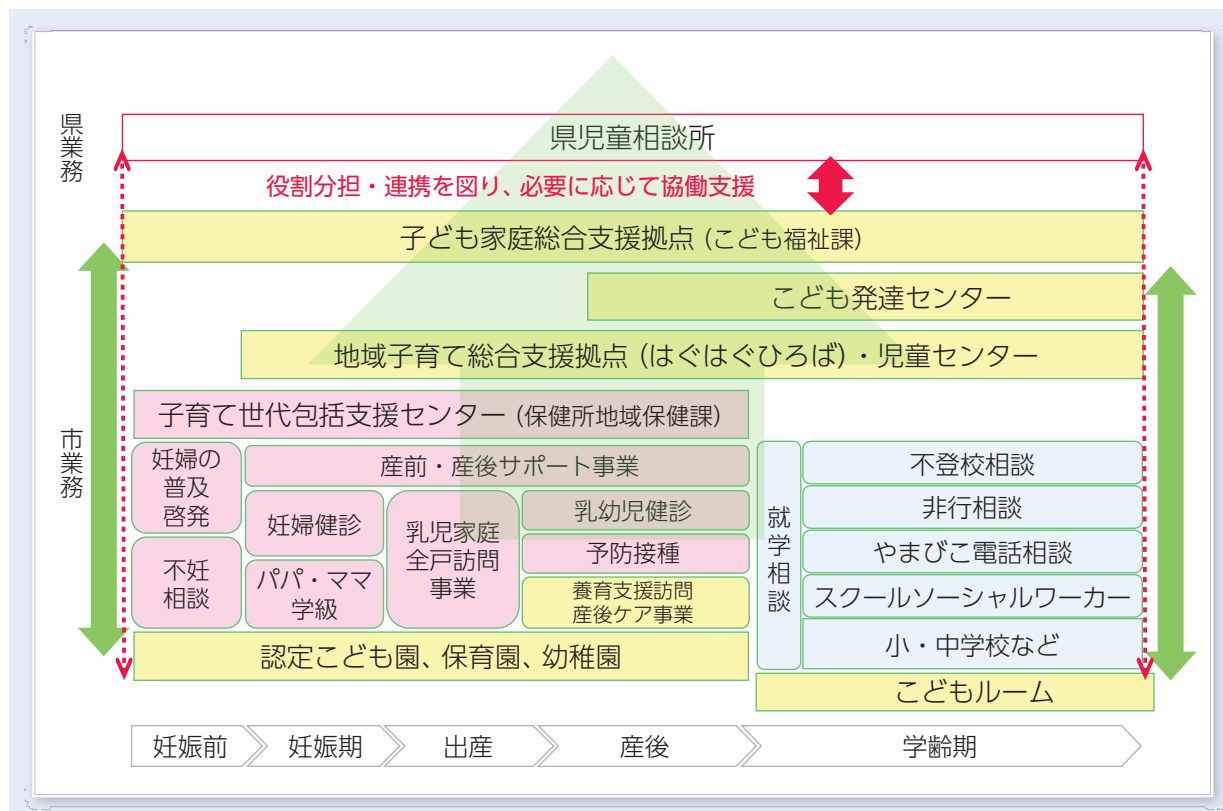 県業務
県児童相談所
役割分担・連携を図り、必要に応じて協働支援
子ども家庭総合支援拠点（こども福祉課）
こども発達センター
地域子育て総合支援拠点（はぐはぐひろば）・児童センター
市業務
子育て世代包括支援センター（保健所地域保健課）
妊婦の
普及
啓発
産前・産後サポート事業
不妊
相談
妊婦健診
パパ・ママ
学級
乳児家庭
全戸訪問
事業
乳幼児健診
予防接種
養育支援訪問
産後ケア事業
認定こども園、保育園、幼稚園
就学相談
不登校相談
非行相談
やまびこ電話相談
スクールソーシャルワーカー
小・中学校など
こどもルーム
妊娠前
妊娠期
出産
産後
学齢期